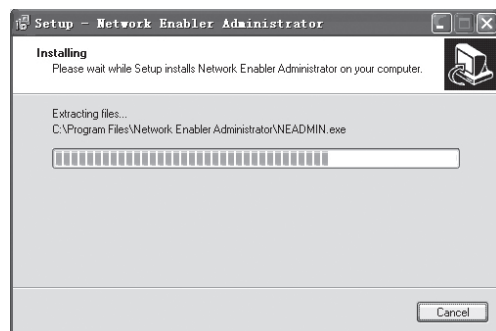 Setup - Network Enabler Administrator
Installing
Please wait while Setup installs Network Enabler Administrator on your computer.
Extracting files...
C:\Program Files\Network Enabler Administrator\NEADMIN.exe
Cancel